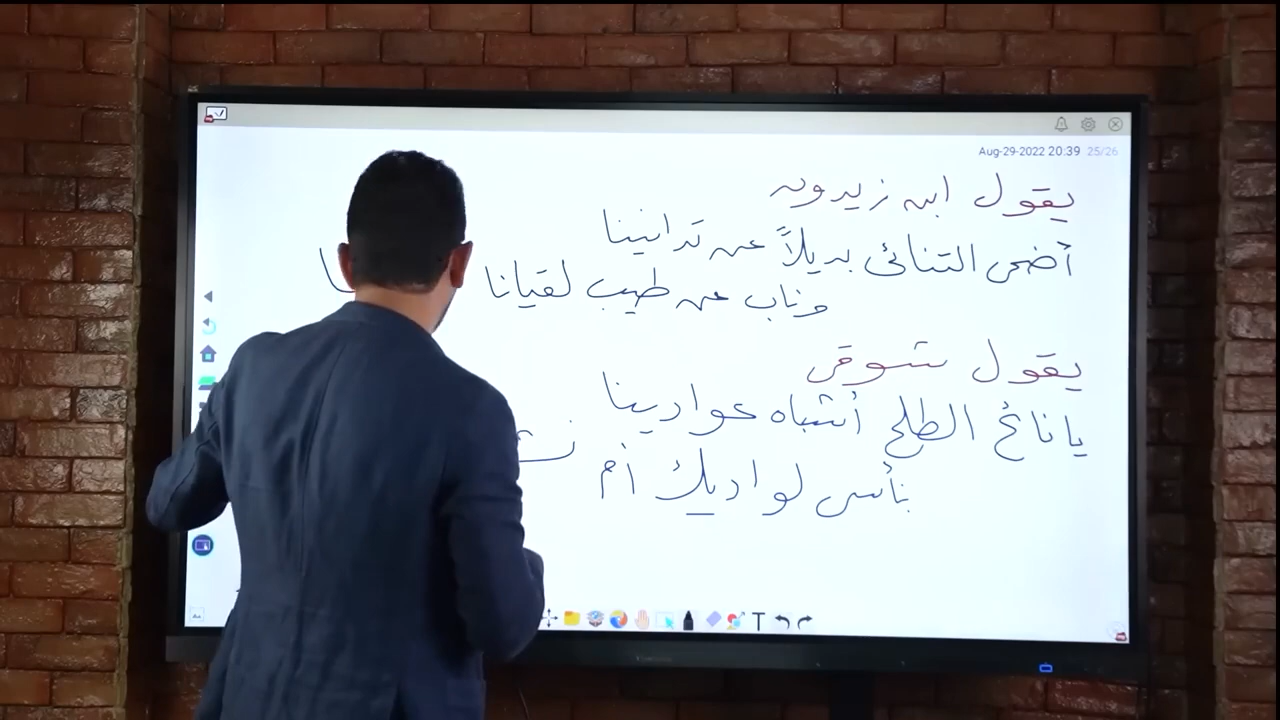 Aug-29-2022 20:39 25/26
يقول ابن زيدون
أضحى التنائي بديلاً عن تدانينا
وناب عن طيب لقيانا
يقول شوقي
يا نائح الطلح أشباه عوادينا
نأسى لواديك أم
T